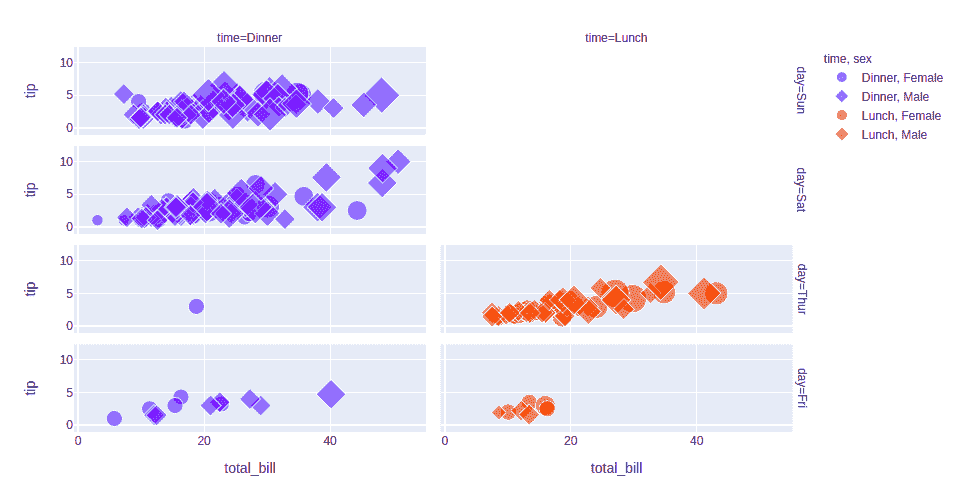 time=Dinner
time=Lunch
time, sex
Dinner, Female
Dinner, Male
Lunch, Female
Lunch, Male
10
5
0
tip
day=Sun
10
5
0
tip
day=Sat
10
5
0
tip
day=Thur
10
5
0
tip
day=Fri
0
20
40
0
20
40
total_bill
total_bill